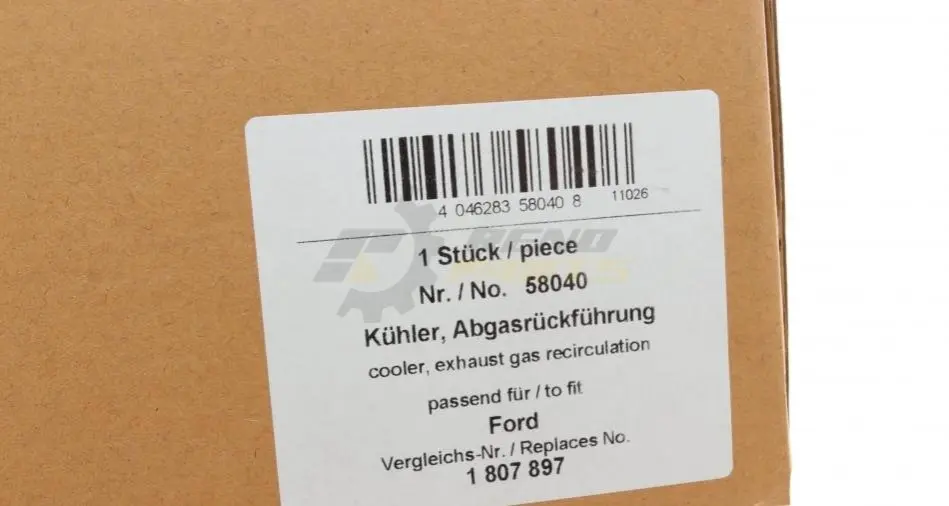 4 046283 58040 8 11026
1 Stück / piece
Nr. / No. 58040
Kühler, Abgasrückführung
cooler, exhaust gas recirculation
passend für / to fit
Ford
Vergleichs-Nr. / Replaces No.
1 807 897